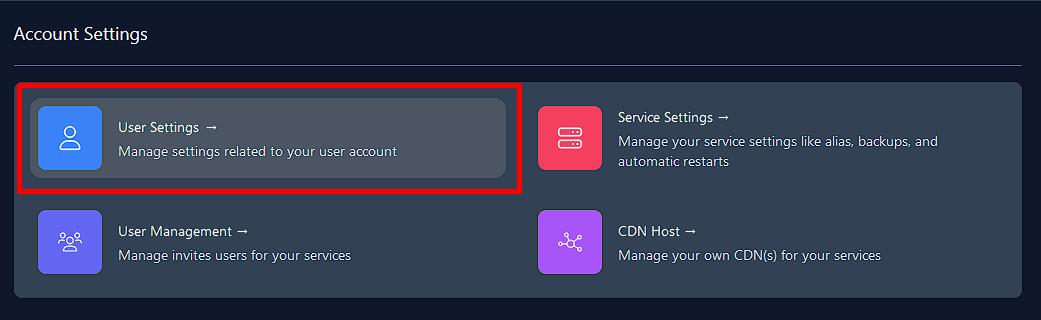 Account Settings
User Settings →
Manage settings related to your user account
Service Settings →
Manage your service settings like alias, backups, and
automatic restarts
User Management →
Manage invites users for your services
CDN Host →
Manage your own CDN(s) for your services